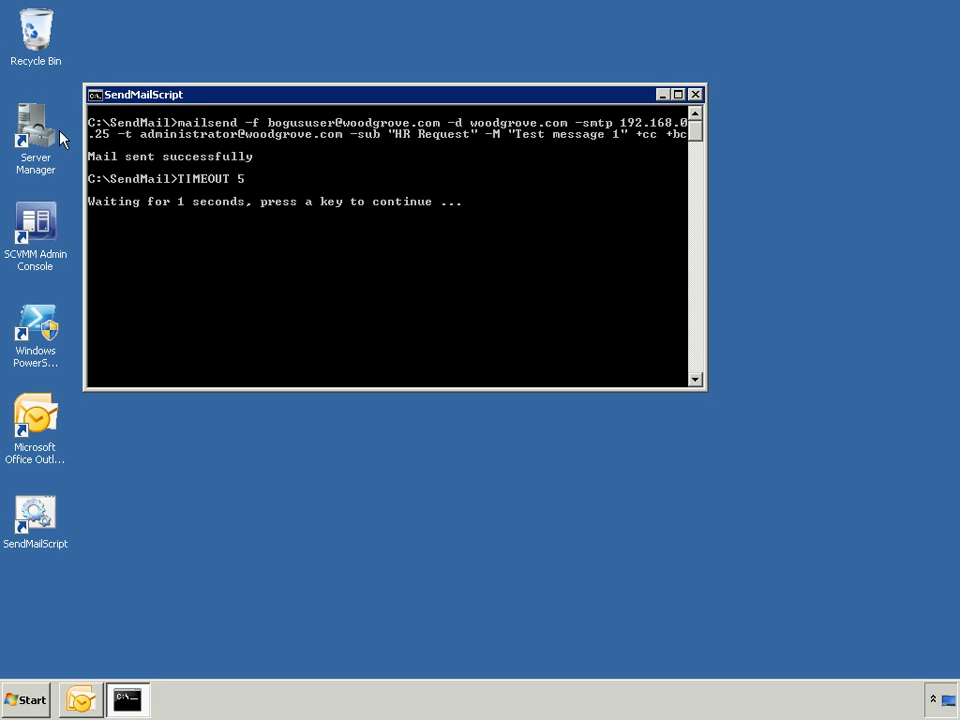 Recycle Bin
SendMailScript
C:\SendMail>mailsend -f bogususer@woodgrove.com -d woodgrove.com -smtp 192.168.0
.25 -t administrator@woodgrove.com -sub "HR Request" -M "Test message 1" +cc +bc
Mail sent successfully
C:\SendMail>TIMEOUT 5
Waiting for 1 seconds, press a key to continue ...
Server
Manager
SCVMM Admin
Console
Windows
PowerS...
Microsoft
Office Outl...
SendMailScript
Start